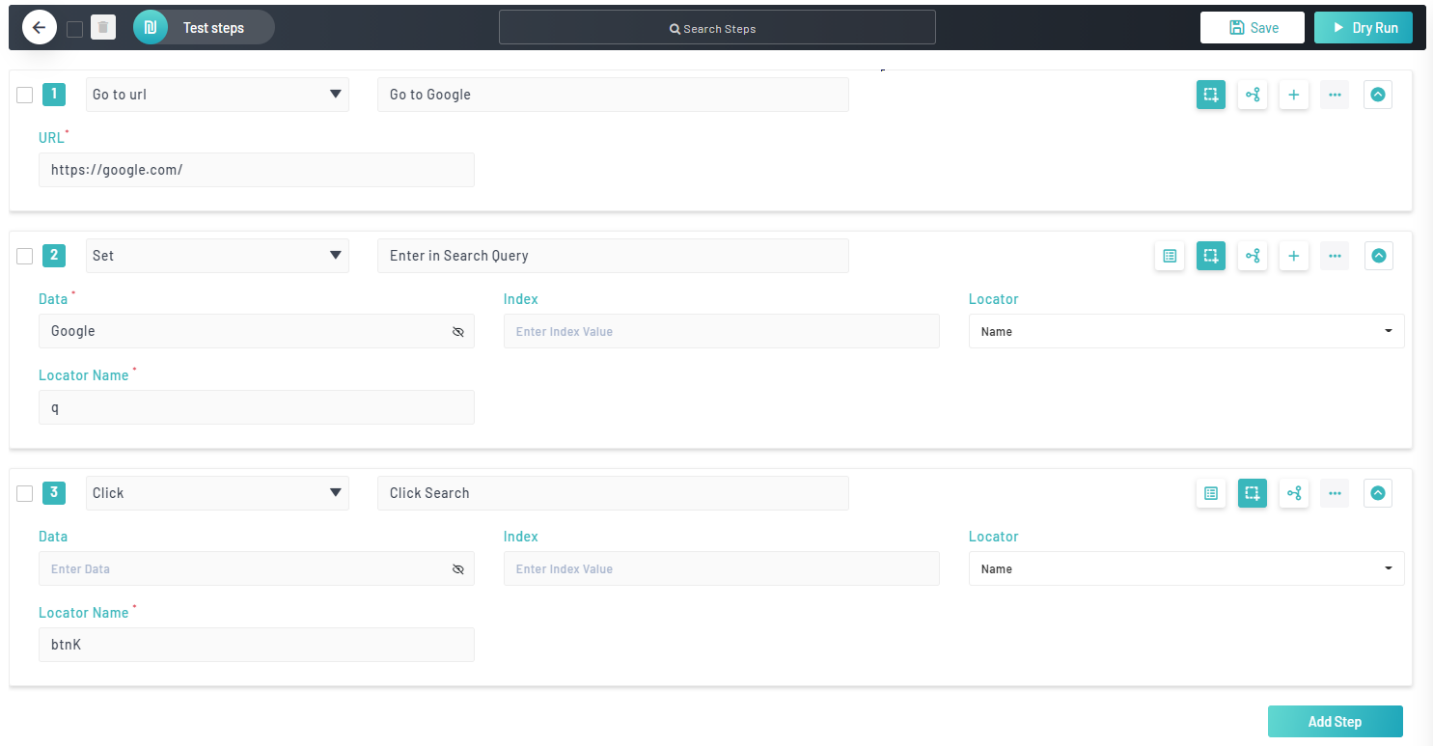 Test steps
Search Steps
Save
Dry Run
1
Go to url
Go to Google
URL*
https://google.com/
2
Set
Enter in Search Query
Data *
Index
Locator
Google
Enter Index Value
Name
Locator Name *
q
3
Click
Click Search
Data
Index
Locator
Enter Data
Enter Index Value
Name
Locator Name *
btnK
Add Step